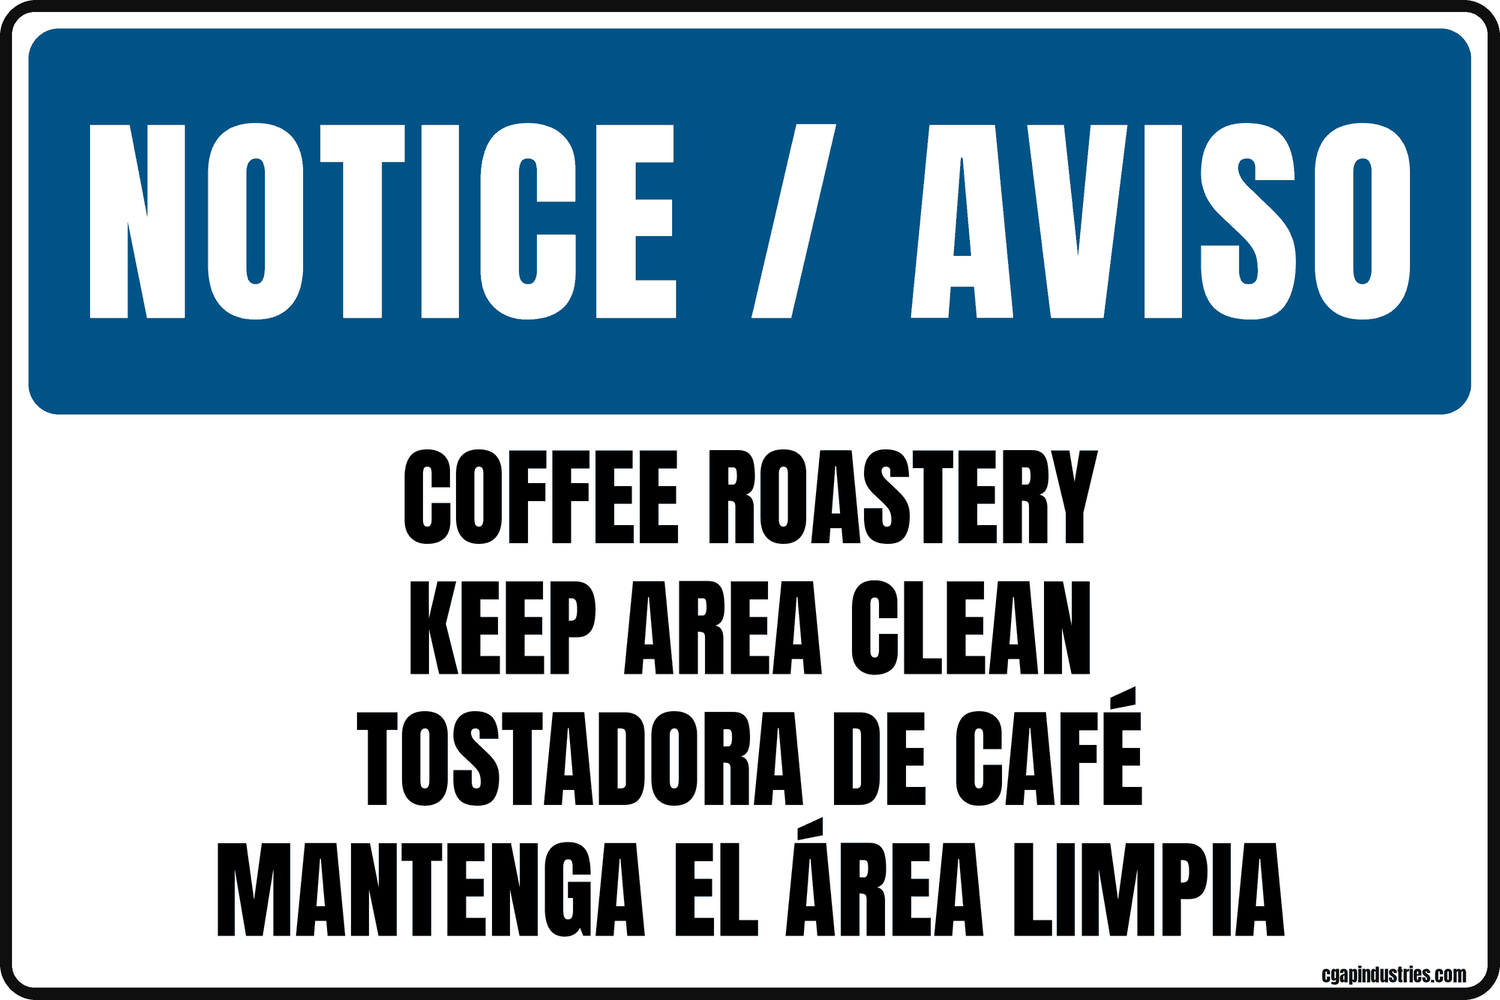 NOTICE / AVISO
COFFEE ROASTERY
KEEP AREA CLEAN
TOSTADORA DE CAFÉ
MANTENGA EL ÁREA LIMPIA
cgapindustries.com